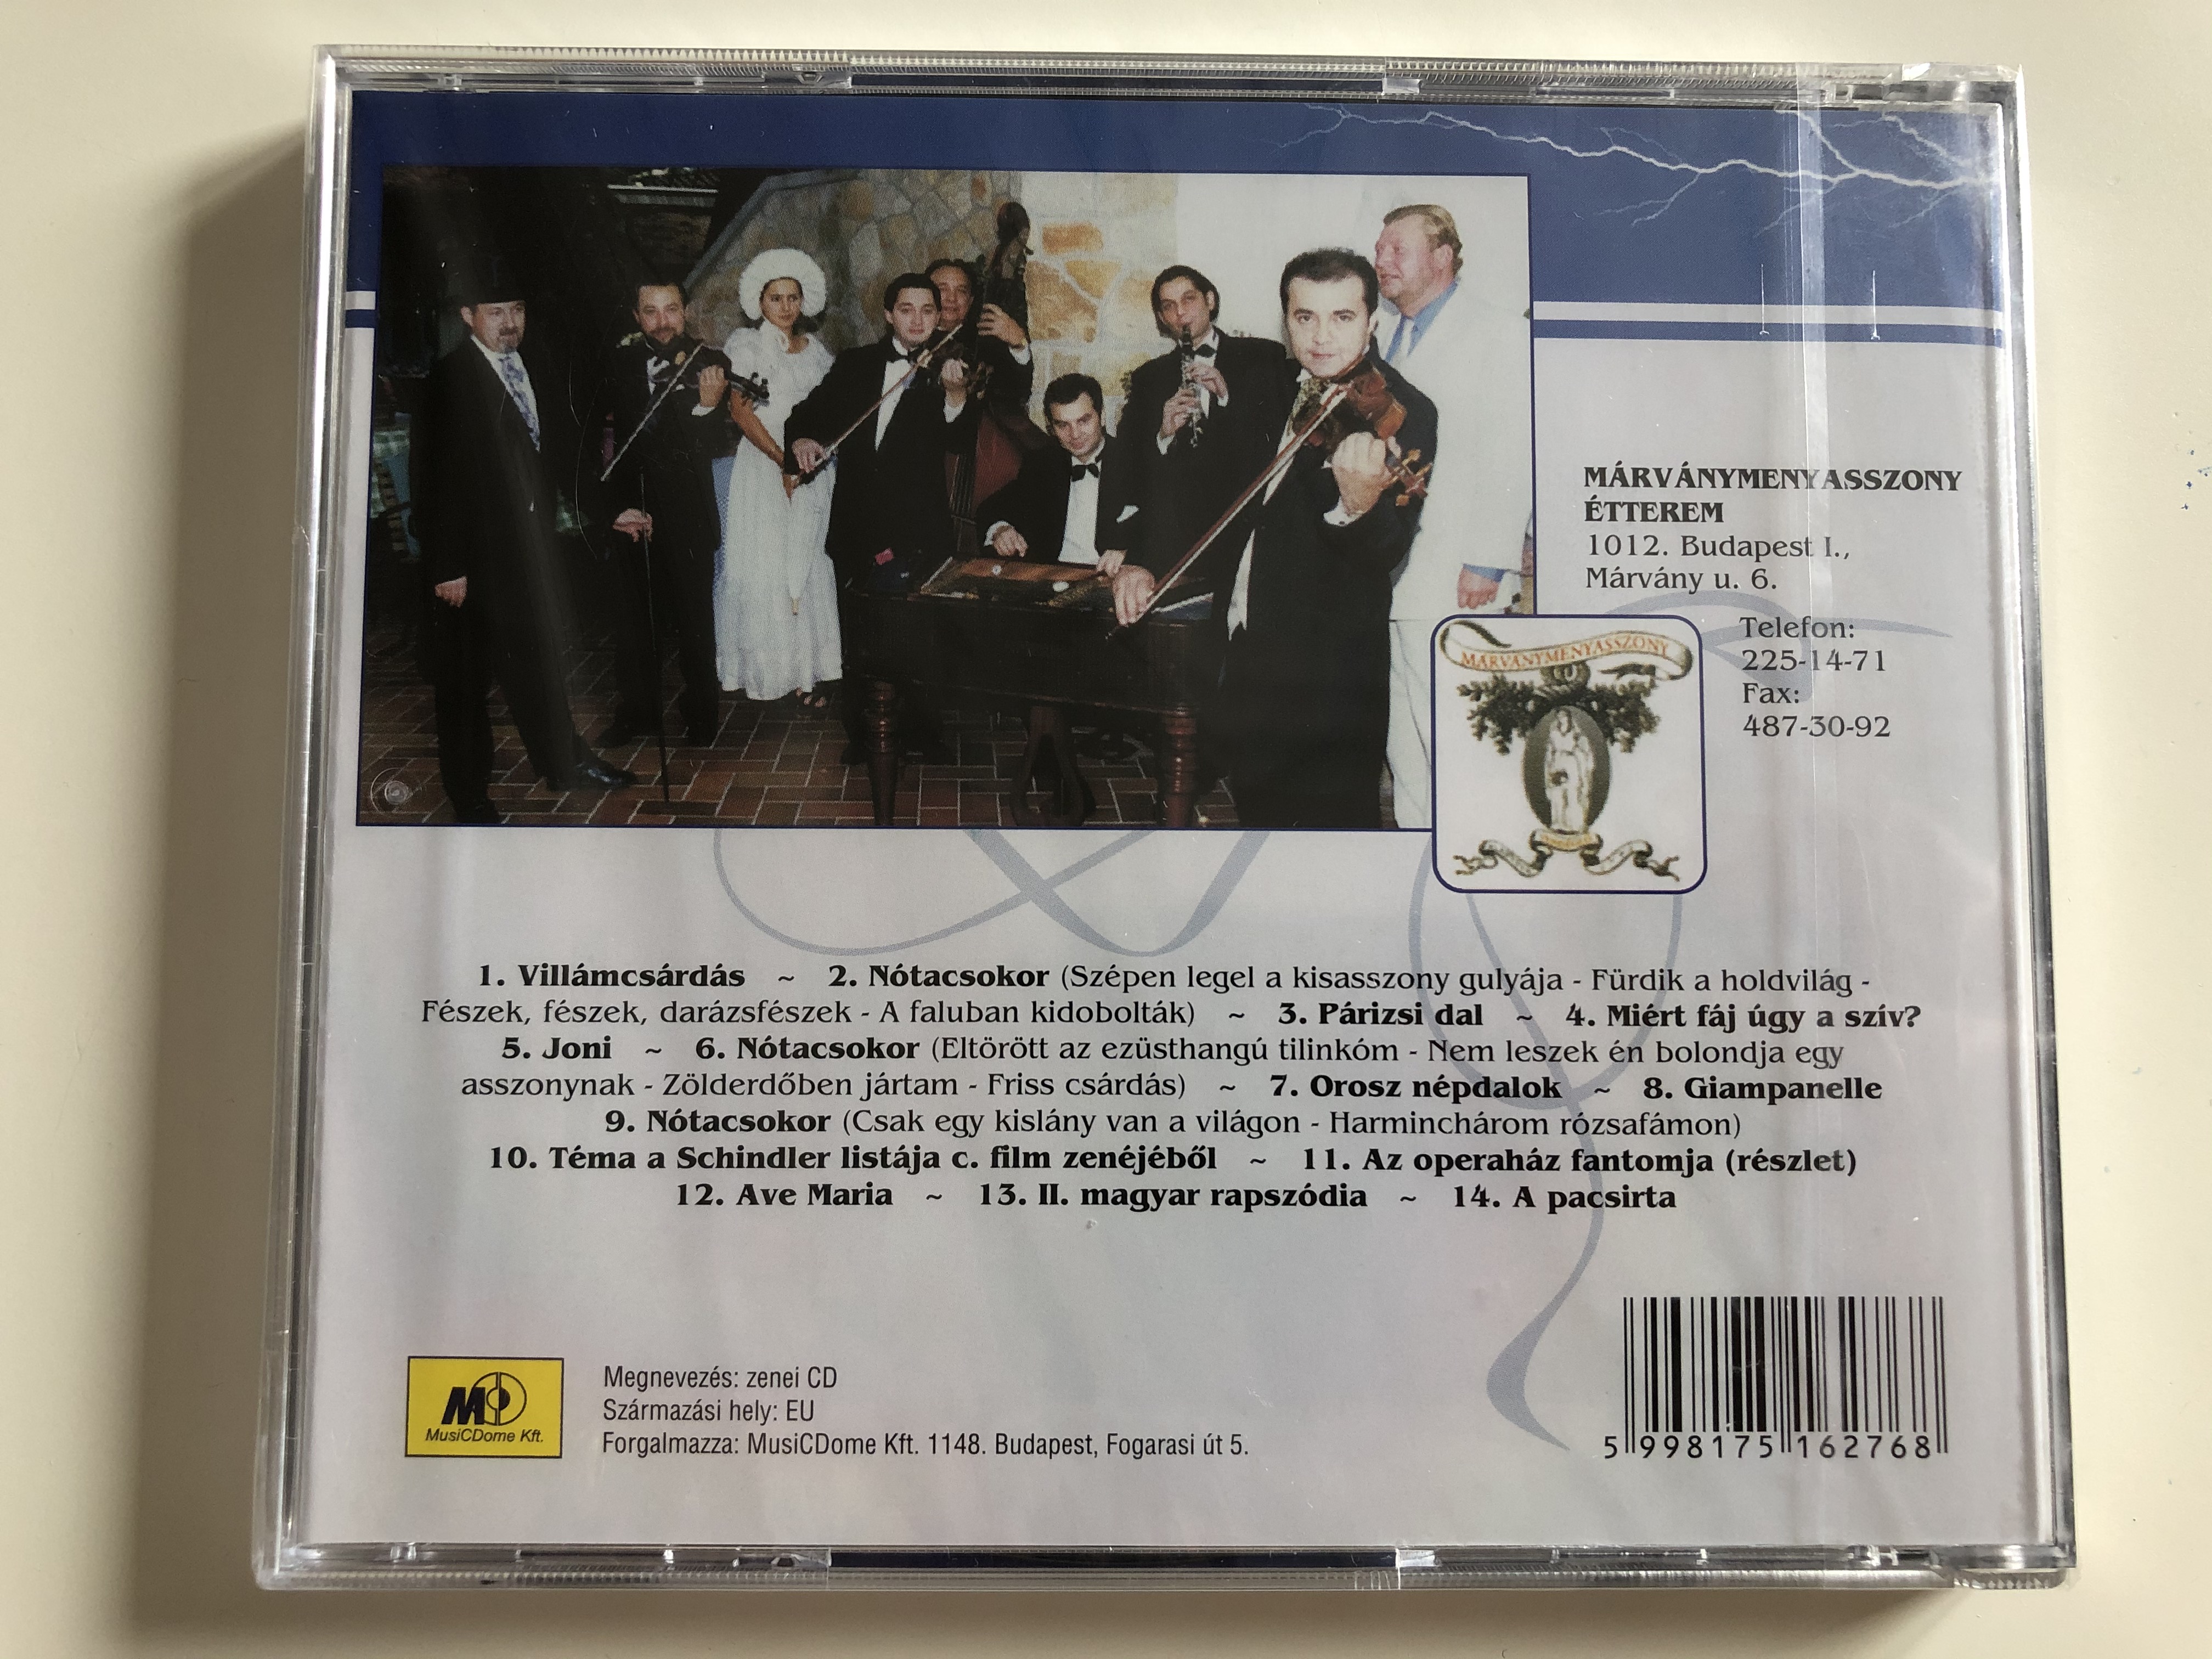 MÁRVÁNYMENYASSZONY
ÉTTEREM
1012. Budapest I.,
Márvány u. 6.
Telefon:
225-14-71
Fax:
487-30-92
MÁRVÁNYMENYASSZONY
1. Villámcsárdás ~ 2. Nótacsokor (Szépen legel a kisasszony gulyája - Fürdik a holdvilág -
Fészek, fészek, darázsfészek - A faluban kidobolták) ~ 3. Párizsi dal ~ 4. Miért fáj úgy a szív?
5. Joni ~ 6. Nótacsokor (Eltörött az ezüsthangú tilinkóm - Nem leszek én bolondja egy
asszonynak - Zölderdőben jártam - Friss csárdás) ~ 7. Orosz népdalok ~ 8. Giampanelle
9. Nótacsokor (Csak egy kislány van a világon - Harminchárom rózsafámon)
10. Téma a Schindler listája c. film zenéjéből ~ 11. Az operaház fantomja (részlet)
12. Ave Maria ~ 13. II. magyar rapszódia ~ 14. A pacsirta
MusiCDome Kft.
Megnevezés: zenei CD
Származási hely: EU
Forgalmazza: MusiCDome Kft. 1148. Budapest, Fogarasi út 5.
5 998175 162768